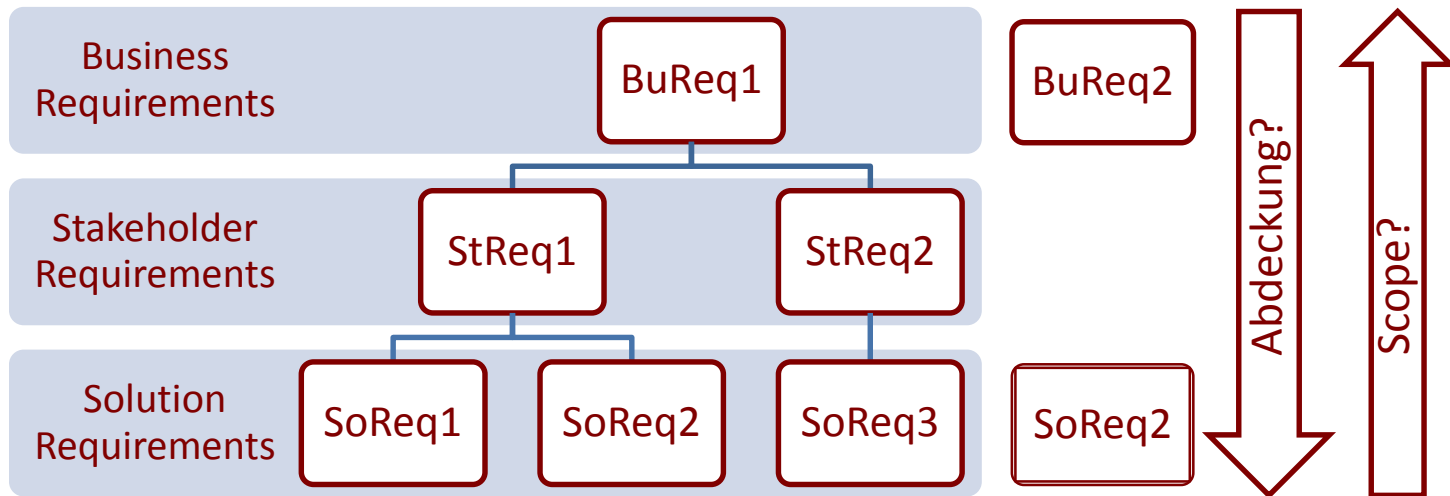 Business
Requirements
BuReq1
BuReq2
Stakeholder
Requirements
StReq1
StReq2
Solution
Requirements
SoReq1
SoReq2
SoReq3
SoReq2
Abdeckung?
Scope?